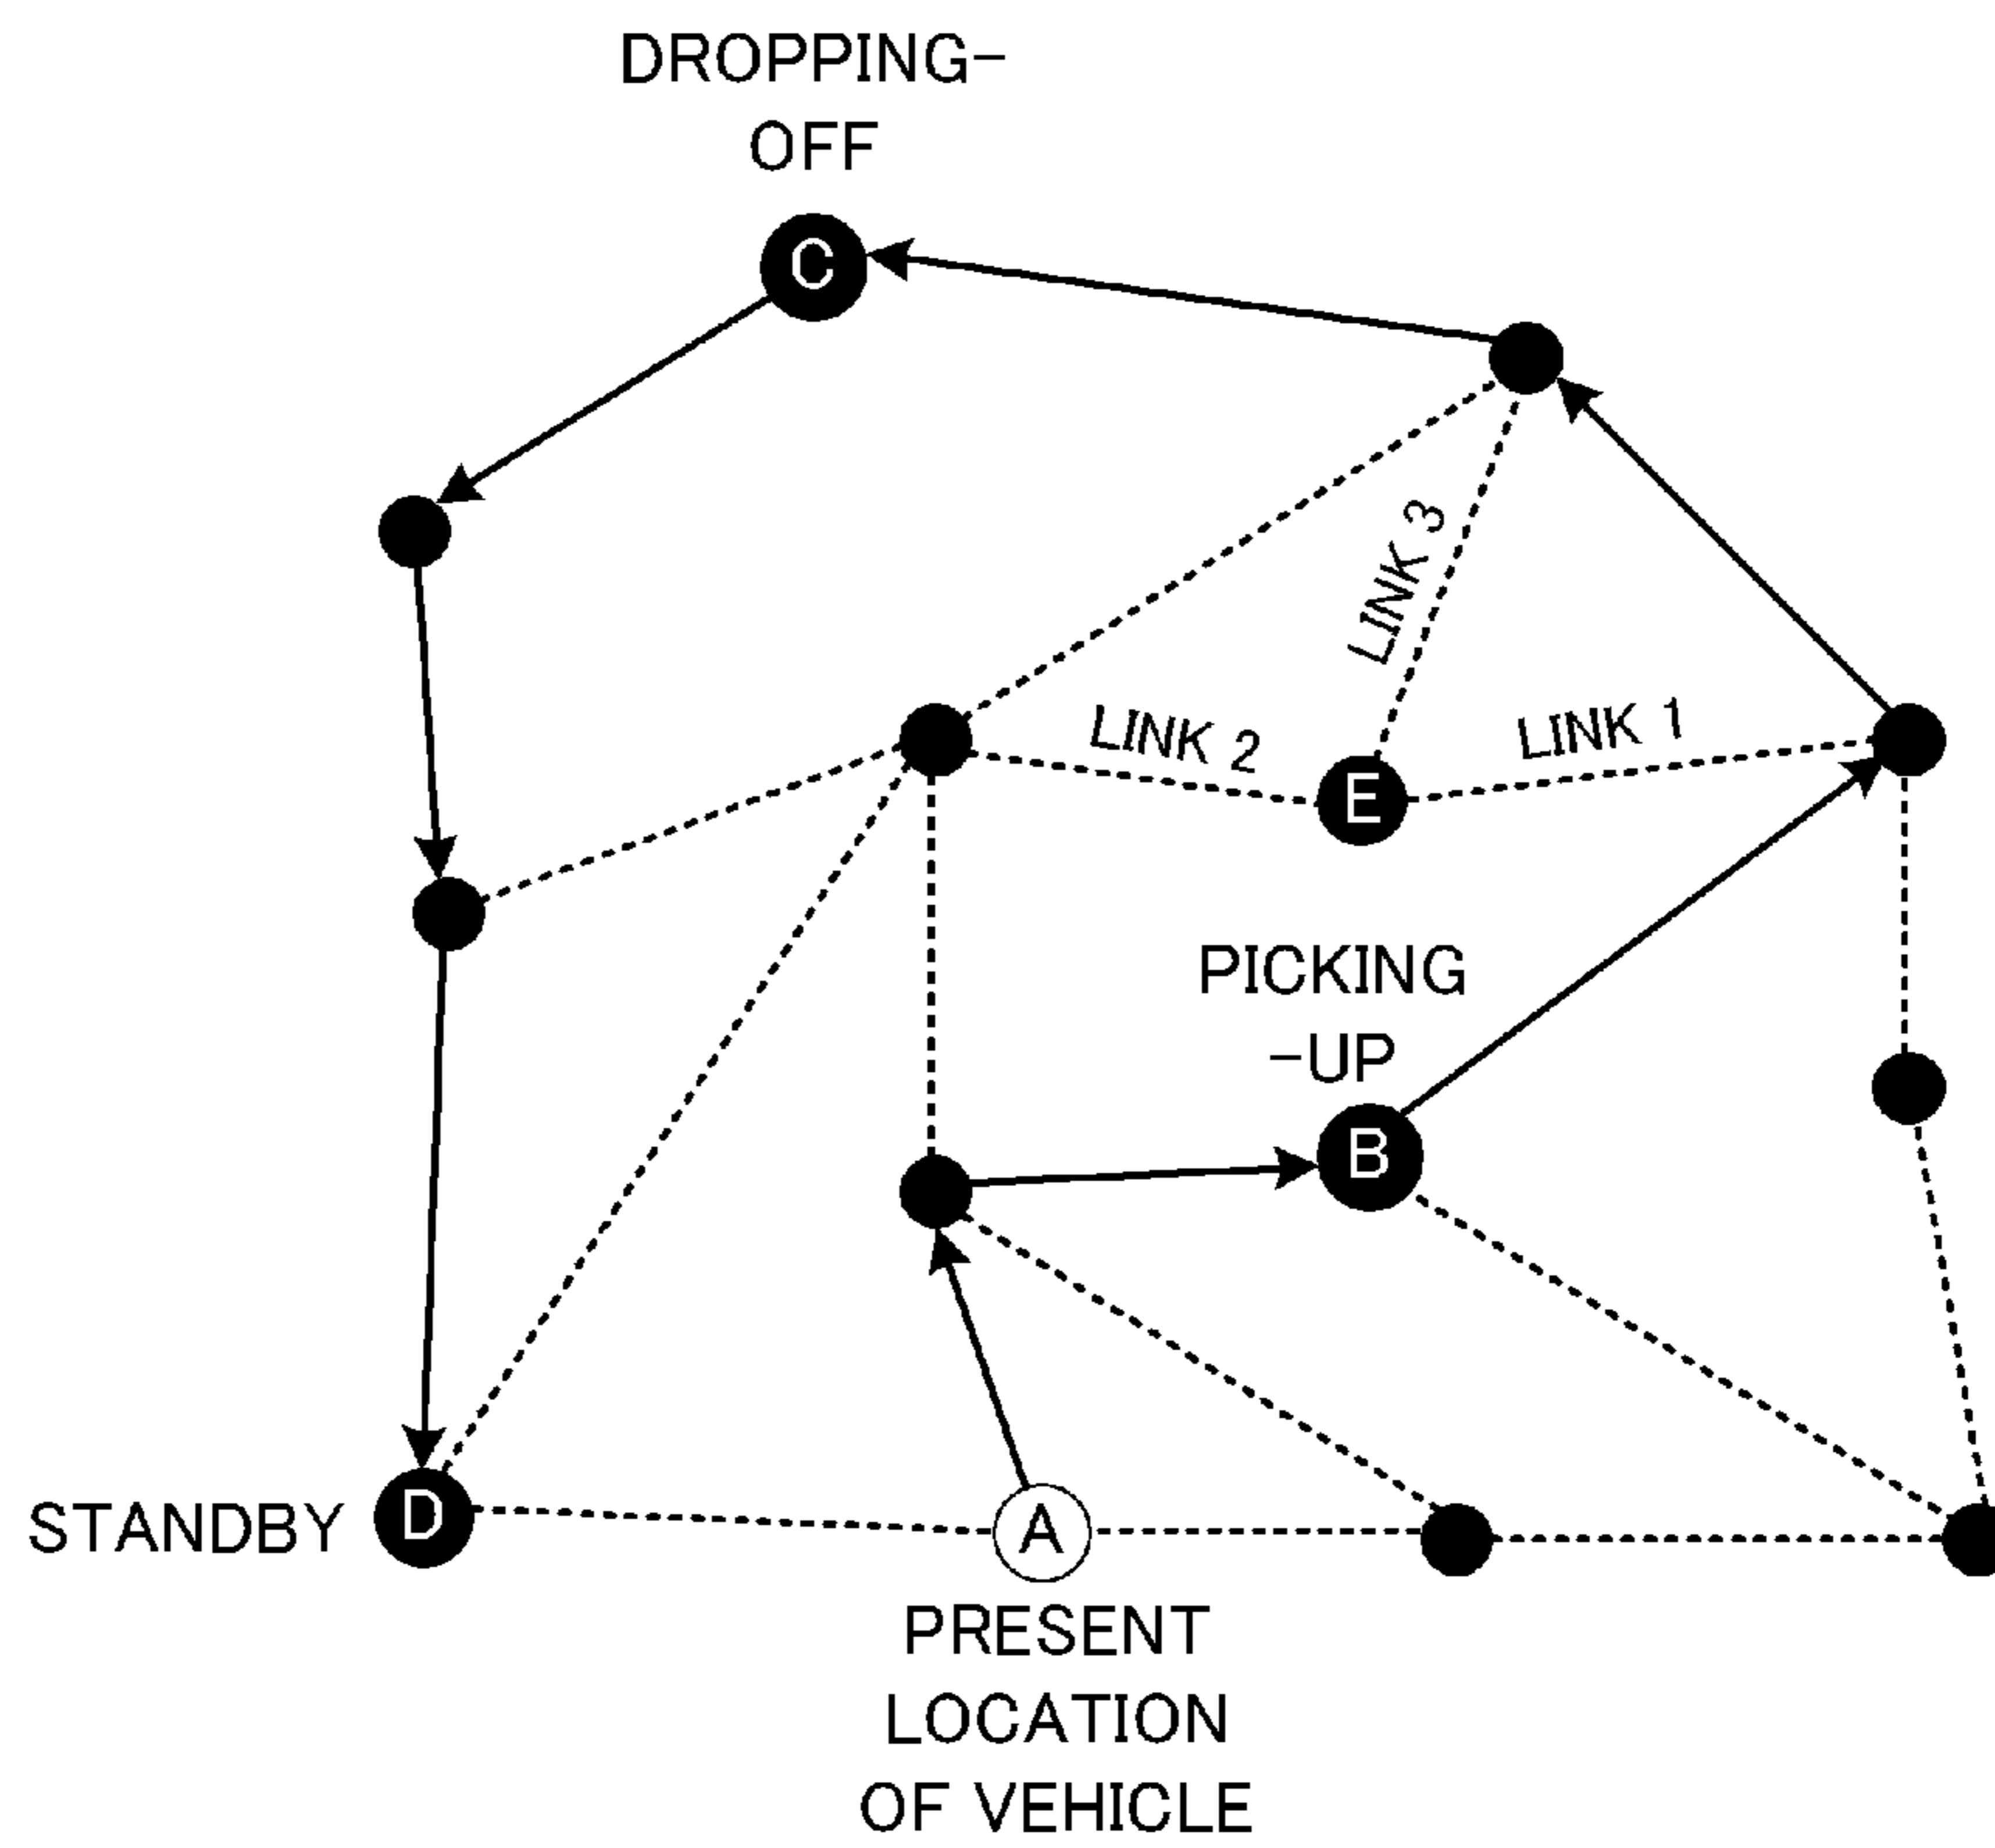 DROPPING-
OFF
C
LINK 3
LINK 2
LINK 1
E
PICKING
-UP
B
STANDBY
D
A
PRESENT
LOCATION
OF VEHICLE